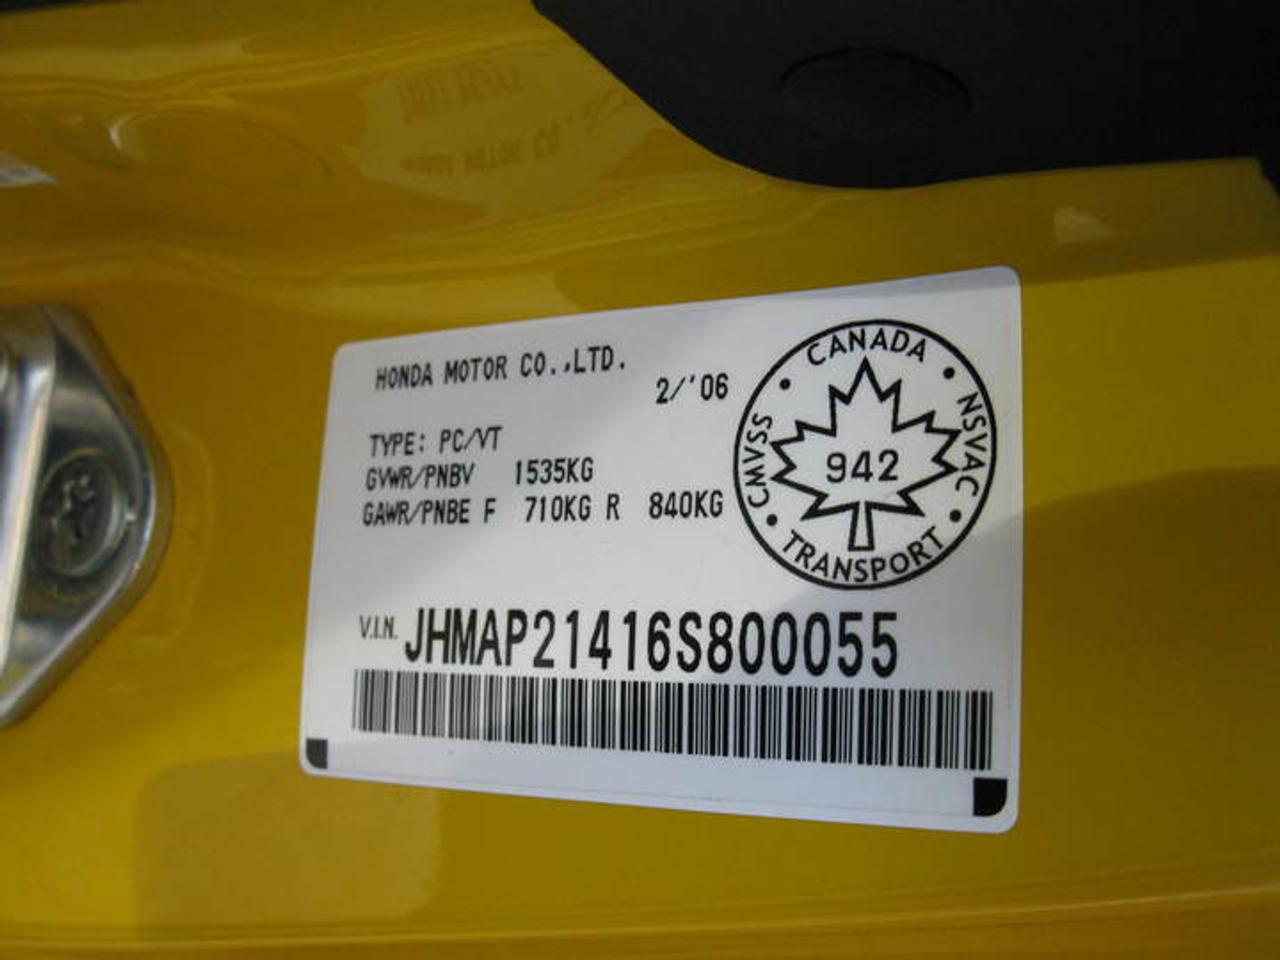 HONDA MOTOR CO.,LTD.
2/'06
TYPE: PC/VT
GVWR/PNBV 1535KG
GAWR/PNBE F 710KG R 840KG
CANADA
CMVSS
NSVAC
942
TRANSPORT
V.I.N. JHMAP21416S800055